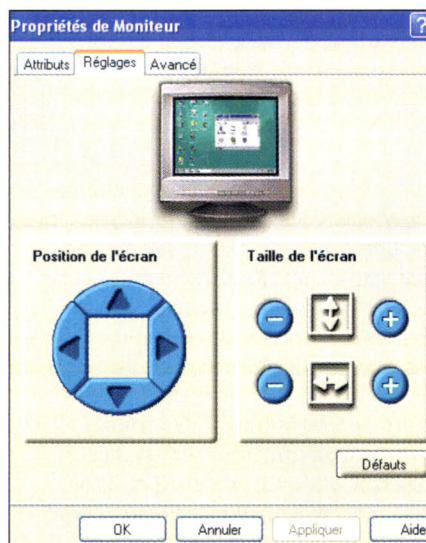 Propriétés de Moniteur ?
Attributs Réglages Avancé
Position de l'écran Taille de l'écran
Défauts
OK Annuler Appliquer Aide